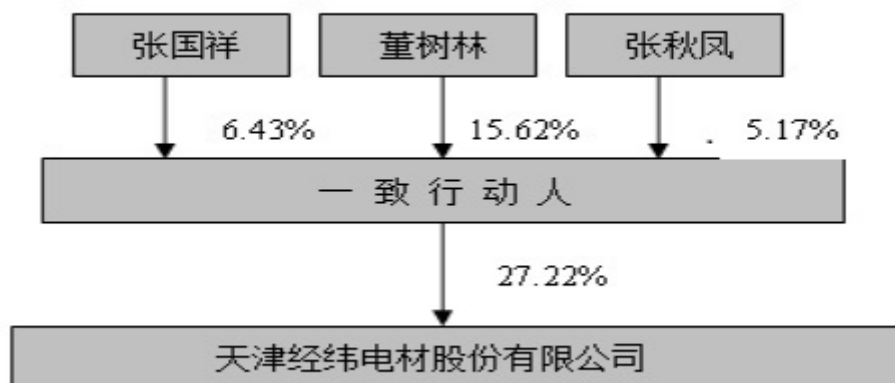 张国祥 董树林 张秋凤
6.43% 15.62% . 5.17%
一致行动人
27.22%
天津经纬电材股份有限公司